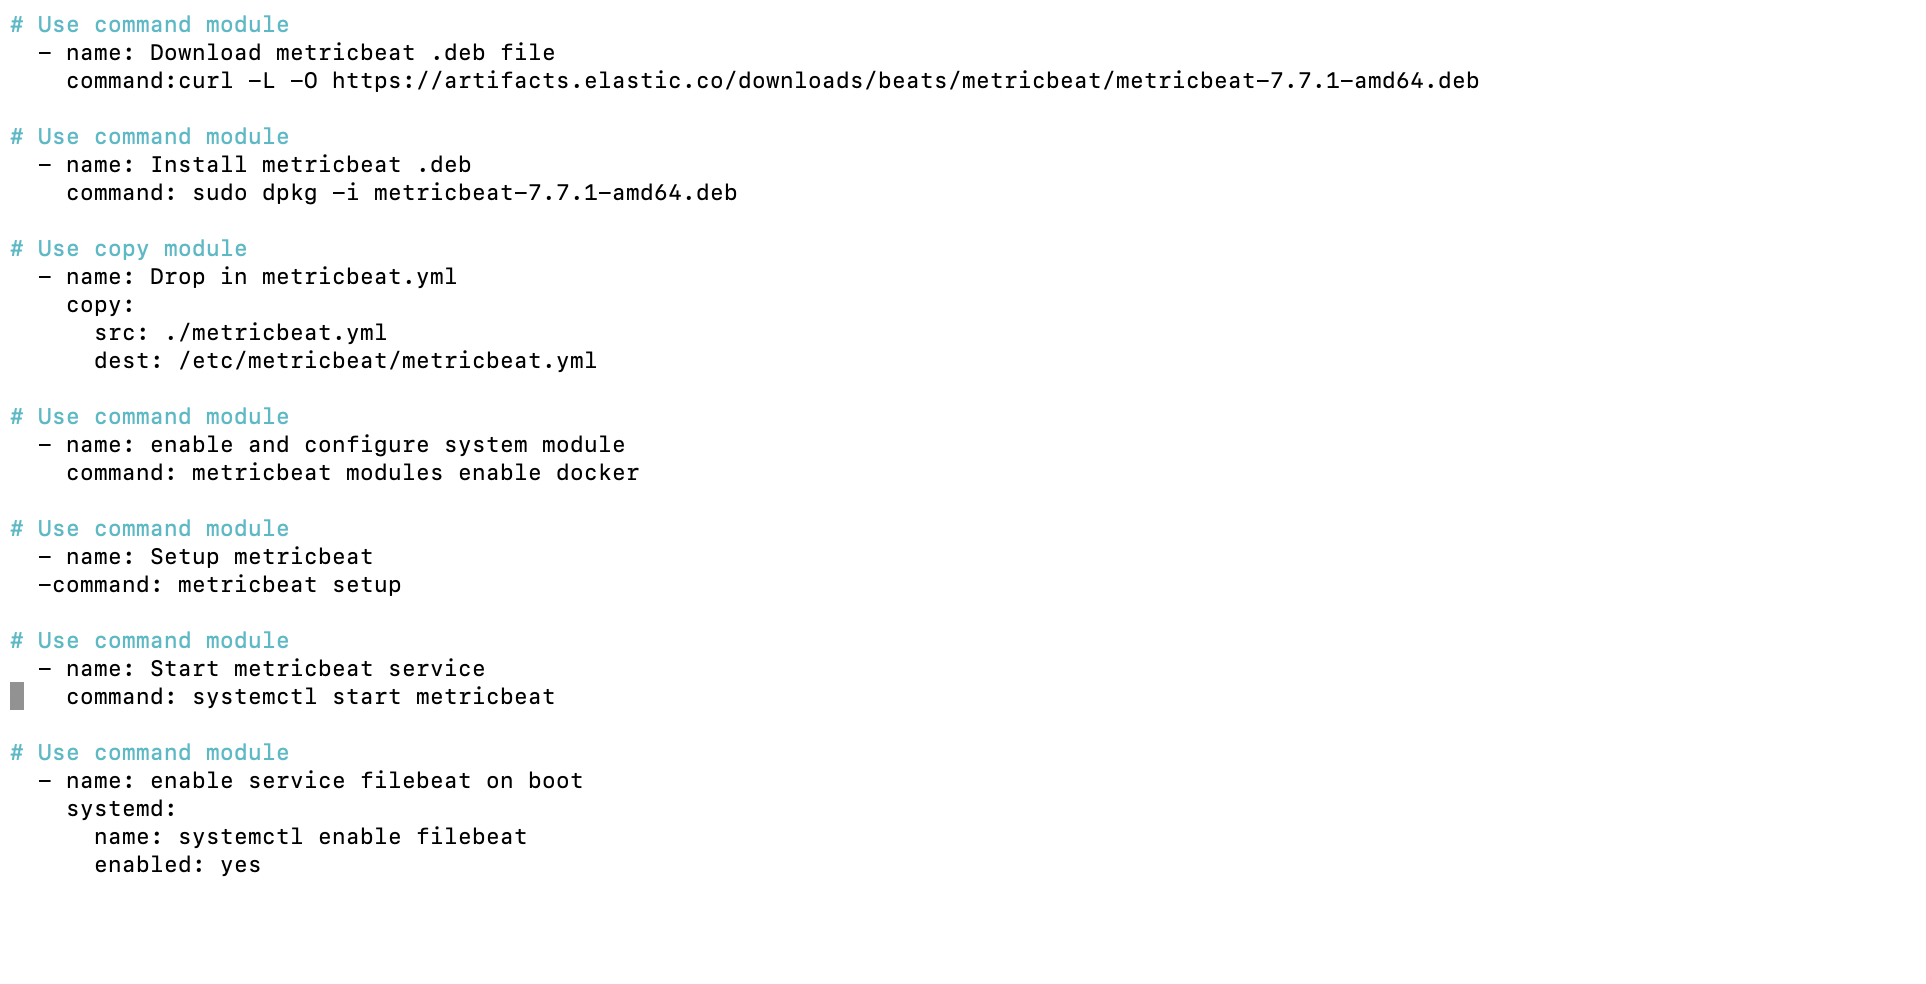 # Use command module
  - name: Download metricbeat .deb file
    command:curl -L -O https://artifacts.elastic.co/downloads/beats/metricbeat/metricbeat-7.7.1-amd64.deb

# Use command module
  - name: Install metricbeat .deb
    command: sudo dpkg -i metricbeat-7.7.1-amd64.deb

# Use copy module
  - name: Drop in metricbeat.yml
    copy:
      src: ./metricbeat.yml
      dest: /etc/metricbeat/metricbeat.yml

# Use command module
  - name: enable and configure system module
    command: metricbeat modules enable docker

# Use command module
  - name: Setup metricbeat
  -command: metricbeat setup

# Use command module
  - name: Start metricbeat service
    command: systemctl start metricbeat

# Use command module
  - name: enable service filebeat on boot
    systemd:
      name: systemctl enable filebeat
      enabled: yes